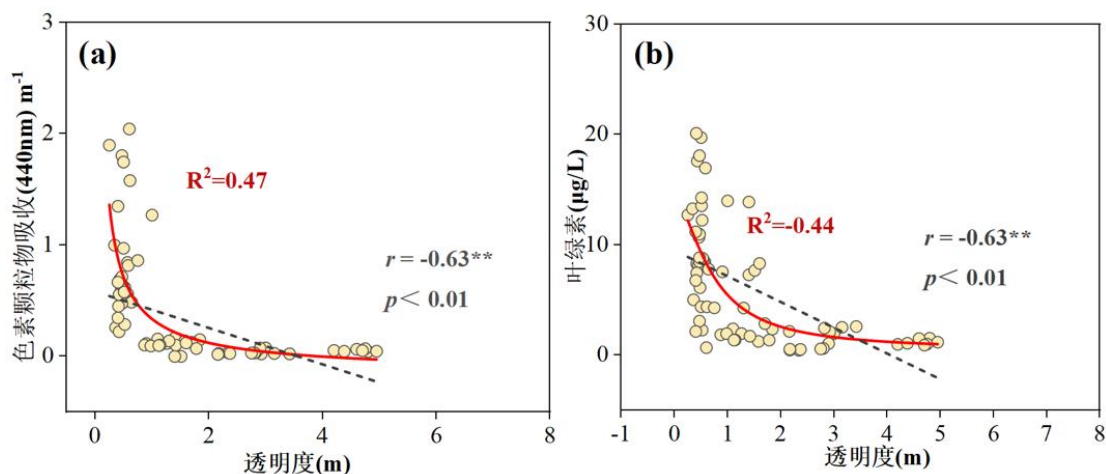 (a)
色素颗粒物吸收(440nm) m⁻¹
3
2
1
0
R²=0.47
r = -0.63**
p< 0.01
0 2 4 6 8
透明度(m)
(b)
叶绿素(μg/L)
30
20
10
0
R²=-0.44
r = -0.63**
p< 0.01
-1 0 1 2 3 4 5 6 7 8
透明度(m)